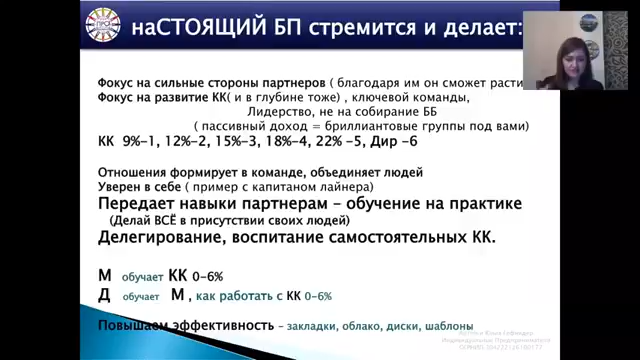 наСТОЯЩИЙ БП стремится и делает:
Фокус на сильные стороны партнеров ( благодаря им он сможет расти
Фокус на развитие КК( и в глубине тоже) , ключевой команды,
Лидерство, не на собирание ББ
( пассивный доход = бриллиантовые группы под вами)
КК 9%-1, 12%-2, 15%-3, 18%-4, 22% -5, Дир -6
Отношения формирует в команде, объединяет людей
Уверен в себе ( пример с капитаном лайнера)
Передает навыки партнерам – обучение на практике
(Делай ВСЁ в присутствии своих людей)
Делегирование, воспитание самостоятельных КК.
М обучает КК 0-6%
Д обучает М , как работать с КК 0-6%
Повышаем эффективность – закладки, облако, диски, шаблоны
Индивидуальный Предприниматель